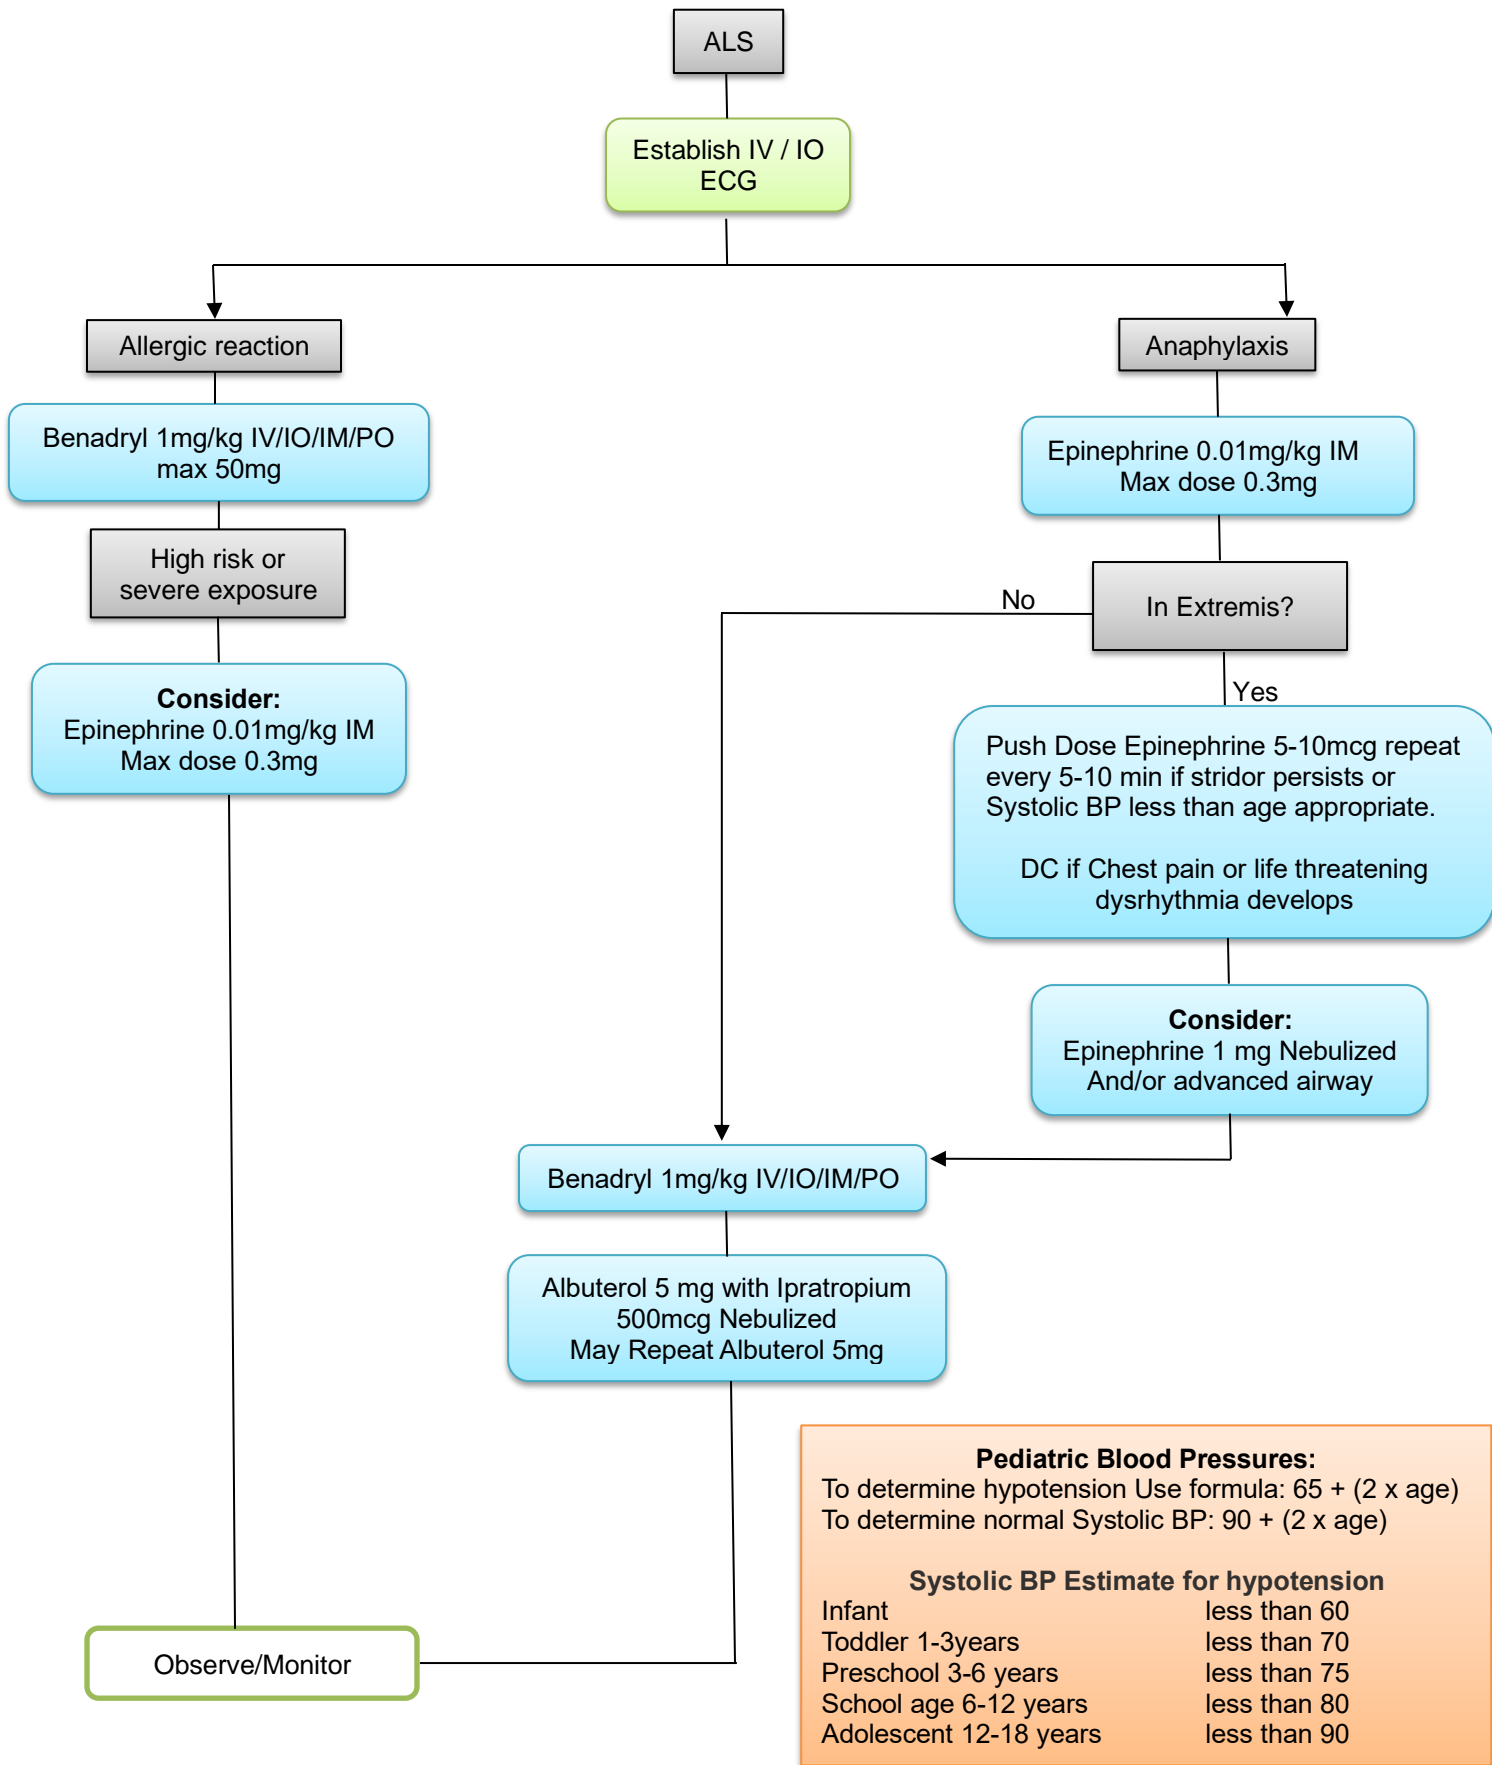 ALS
Establish IV / IO
ECG
Allergic reaction
Benadryl 1mg/kg IV/IO/IM/PO
max 50mg
High risk or
severe exposure
Consider:
Epinephrine 0.01mg/kg IM
Max dose 0.3mg
Anaphylaxis
Epinephrine 0.01mg/kg IM
Max dose 0.3mg
In Extremis?
No
Yes
Push Dose Epinephrine 5-10mcg repeat
every 5-10 min if stridor persists or
Systolic BP less than age appropriate.
DC if Chest pain or life threatening
dysrhythmia develops
Consider:
Epinephrine 1 mg Nebulized
And/or advanced airway
Benadryl 1mg/kg IV/IO/IM/PO
Albuterol 5 mg with Ipratropium
500mcg Nebulized
May Repeat Albuterol 5mg
Observe/Monitor
Pediatric Blood Pressures:
To determine hypotension Use formula: 65 + (2 x age)
To determine normal Systolic BP: 90 + (2 x age)
Systolic BP Estimate for hypotension
Infant less than 60
Toddler 1-3years less than 70
Preschool 3-6 years less than 75
School age 6-12 years less than 80
Adolescent 12-18 years less than 90